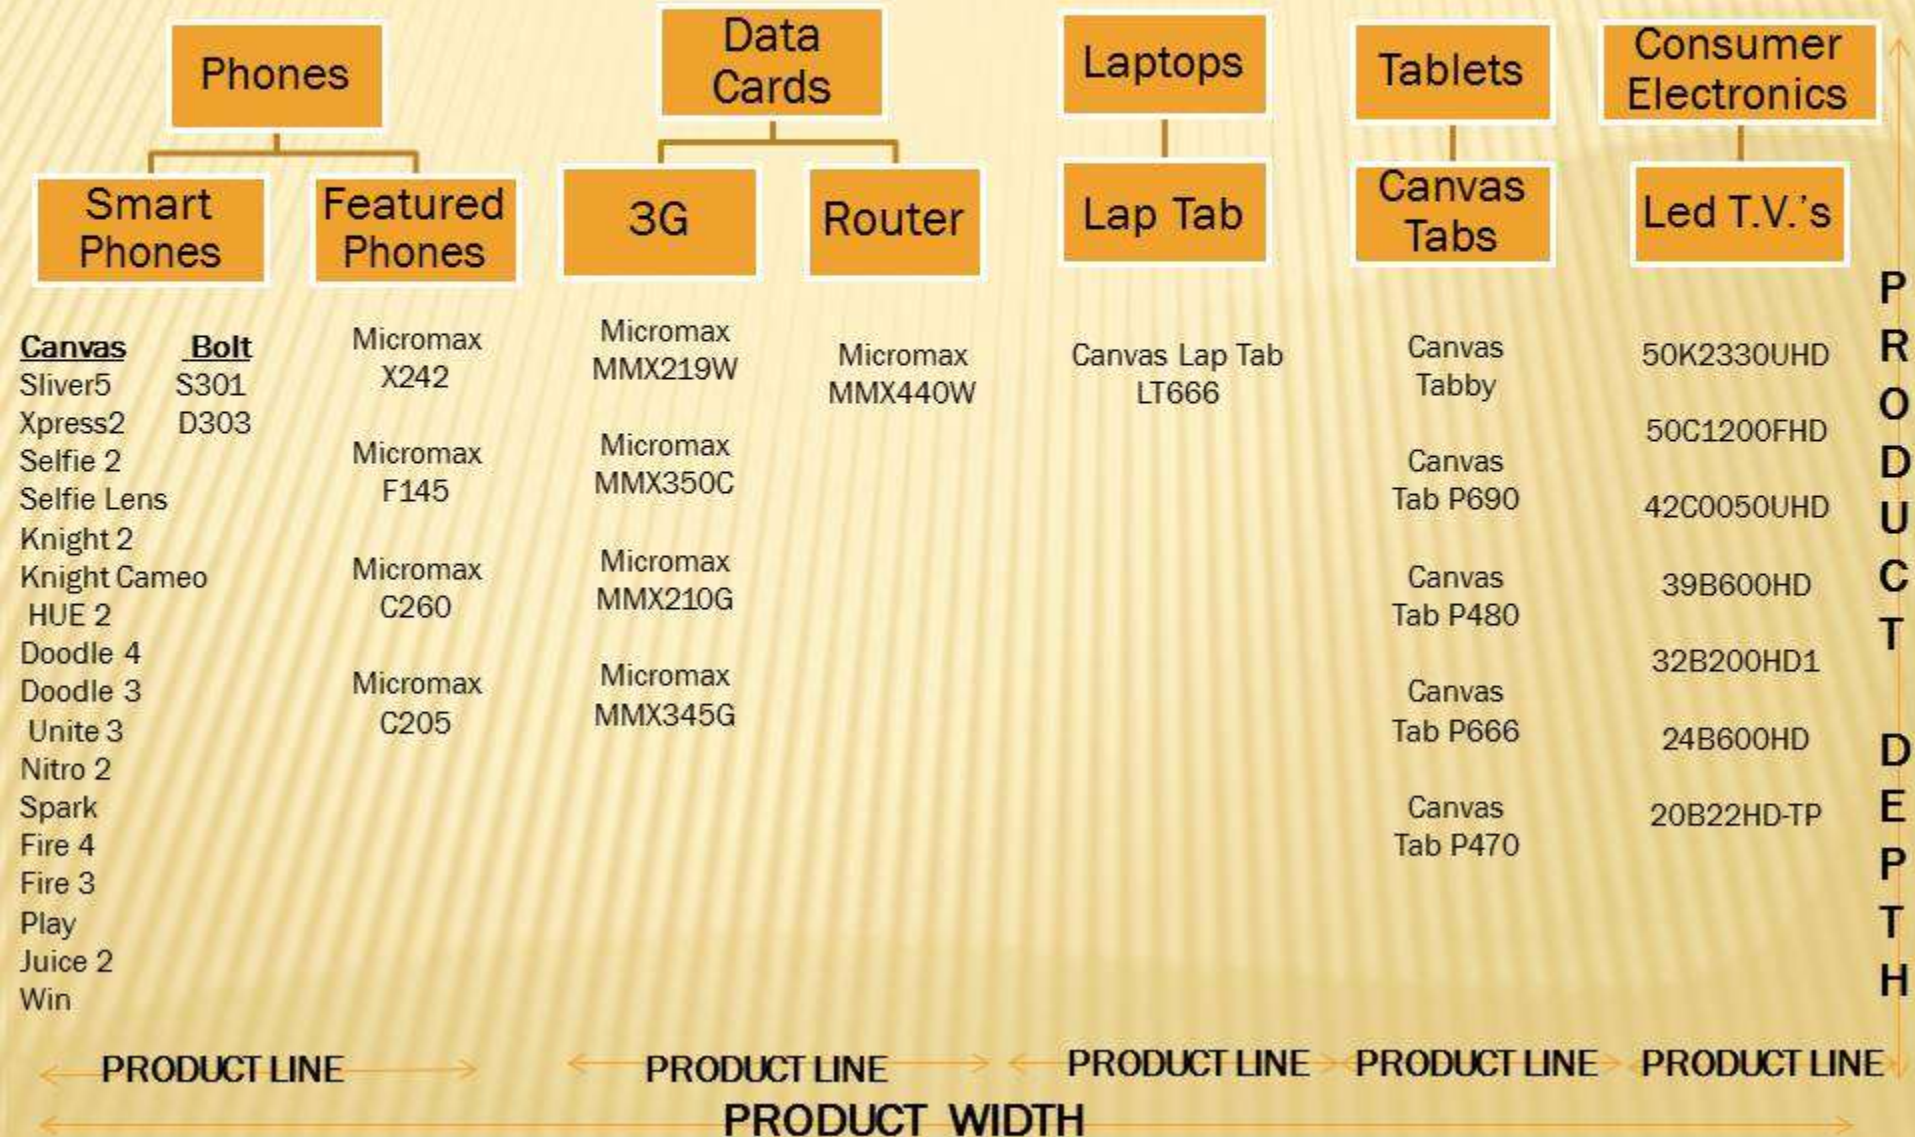 Phones
Data
Cards
Laptops
Tablets
Consumer
Electronics
Smart
Phones
Featured
Phones
3G
Router
Lap Tab
Canvas
Tabs
Led T.V.'s
Canvas
Sliver5
Xpress2
Selfie 2
Selfie Lens
Knight 2
Knight Cameo
HUE 2
Doodle 4
Doodle 3
Unite 3
Nitro 2
Spark
Fire 4
Fire 3
Play
Juice 2
Win
Bolt
S301
D303
Micromax
X242
Micromax
F145
Micromax
C260
Micromax
C205
Micromax
MMX219W
Micromax
MMX350C
Micromax
MMX210G
Micromax
MMX345G
Micromax
MMX440W
Canvas Lap Tab
LT666
Canvas
Tabby
Canvas
Tab P690
Canvas
Tab P480
Canvas
Tab P666
Canvas
Tab P470
50K2330UHD
50C1200FHD
42C0050UHD
39B600HD
32B200HD1
24B600HD
20B22HD-TP
PRODUCT DEPTH
PRODUCT LINE
PRODUCT LINE
PRODUCT LINE
PRODUCT LINE
PRODUCT LINE
PRODUCT WIDTH